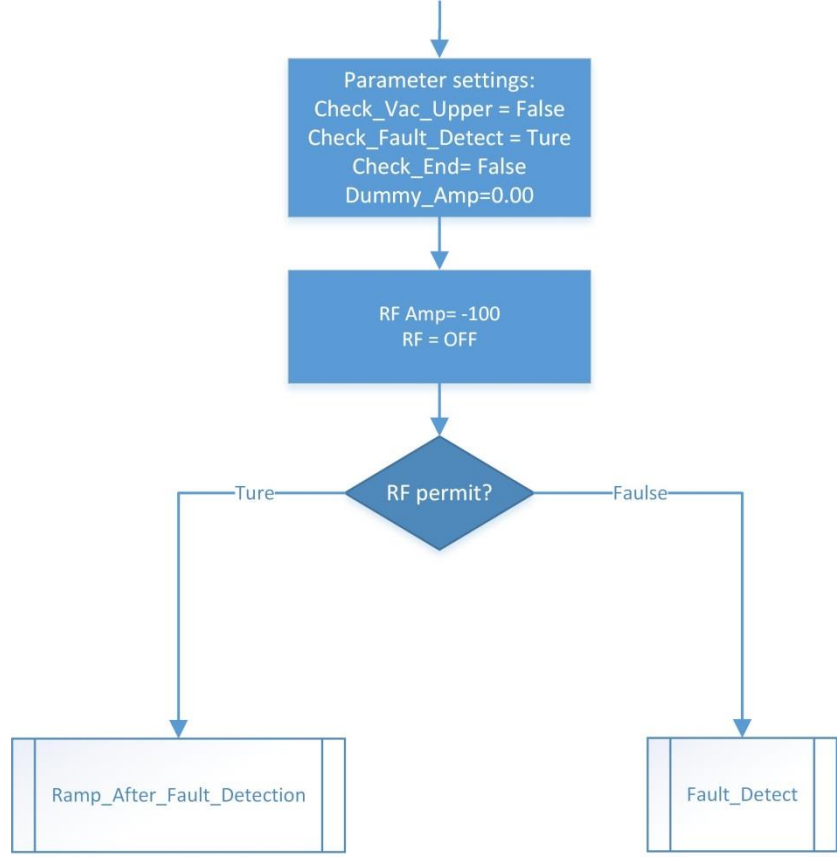 Parameter settings:
Check_Vac_Upper = False
Check_Fault_Detect = Ture
Check_End= False
Dummy_Amp=0.00
RF Amp= -100
RF = OFF
RF permit?
Ture
Faulse
Ramp_After_Fault_Detection
Fault_Detect